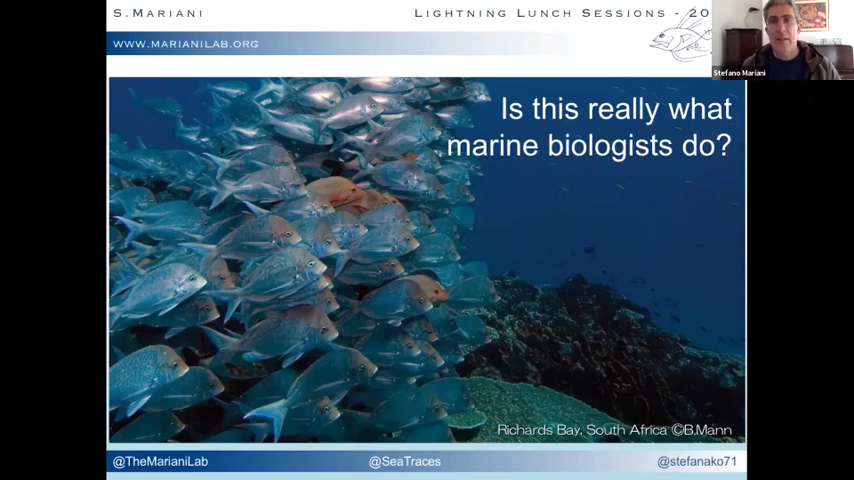 S.MARIANI
LIGHTNING LUNCH SESSIONS - 20
WWW.MARIANILAB.ORG
Stefano Mariani
Is this really what
marine biologists do?
Richards Bay, South Africa ©B.Mann
@TheMarianiLab
@SeaTraces
@stefanako71